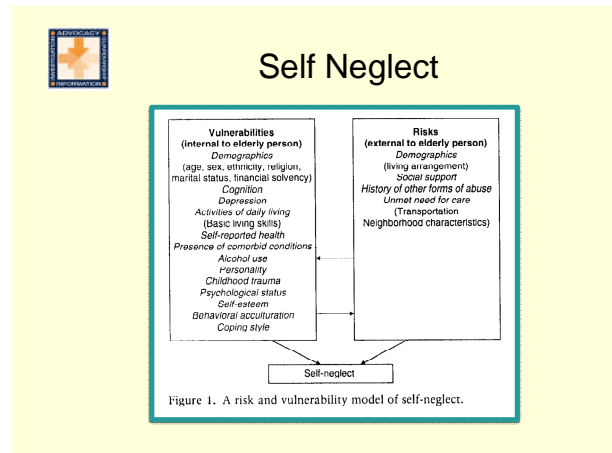 ADVOCACY
INVESTIGATION
GUARDIANSHIP
INFORMATION
Self Neglect
Vulnerabilities
(internal to elderly person)
Demographics
(age, sex, ethnicity, religion,
marital status, financial solvency)
Cognition
Depression
Activities of daily living
(Basic living skills)
Self-reported health
Presence of comorbid conditions
Alcohol use
Personality
Childhood trauma
Psychological status
Self-esteem
Behavioral acculturation
Coping style
Risks
(external to elderly person)
Demographics
(living arrangement)
Social support
History of other forms of abuse
Unmet need for care
(Transportation
Neighborhood characteristics)
Self-neglect
Figure 1. A risk and vulnerability model of self-neglect.